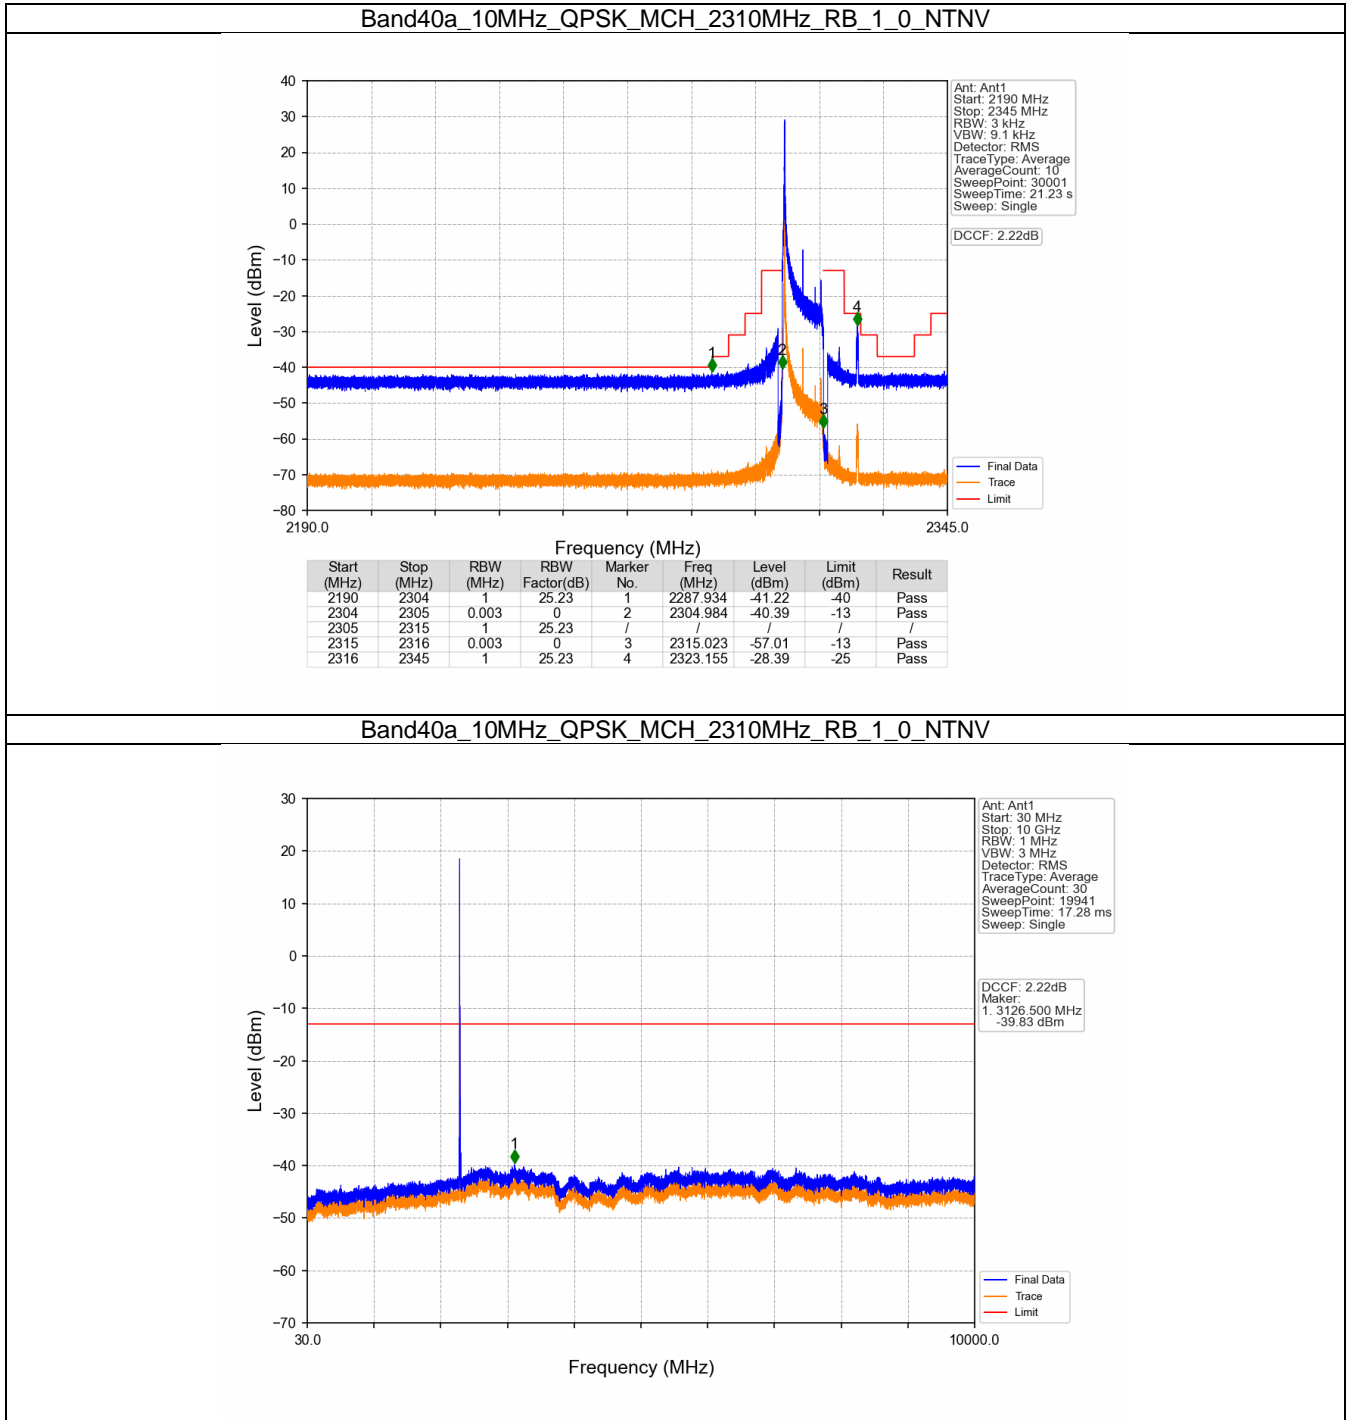 Band40a_10MHz_QPSK_MCH_2310MHz_RB_1_0_NTNV
40
30
20
10
0
−10
−20
−30
−40
−50
−60
−70
−80
Level (dBm)
1
2
3
4
2190.0
2345.0
Frequency (MHz)
Ant: Ant1
Start: 2190 MHz
Stop: 2345 MHz
RBW: 3 kHz
VBW: 9.1 kHz
Detector: RMS
TraceType: Average
AverageCount: 10
SweepPoint: 30001
SweepTime: 21.23 s
Sweep: Single
DCCF: 2.22dB
Final Data
Trace
Limit
Start (MHz) Stop (MHz) RBW (MHz) RBW Factor(dB) Marker No. Freq (MHz) Level (dBm) Limit (dBm) Result
2190 2304 1 25.23 1 2287.934 -41.22 -40 Pass
2304 2305 0.003 0 2 2304.984 -40.39 -13 Pass
2305 2315 1 25.23 / / / / /
2315 2316 0.003 0 3 2315.023 -57.01 -13 Pass
2316 2345 1 25.23 4 2323.155 -28.39 -25 Pass
Band40a_10MHz_QPSK_MCH_2310MHz_RB_1_0_NTNV
30
20
10
0
−10
−20
−30
−40
−50
−60
−70
Level (dBm)
1
30.0
10000.0
Frequency (MHz)
Ant: Ant1
Start: 30 MHz
Stop: 10 GHz
RBW: 1 MHz
VBW: 3 MHz
Detector: RMS
TraceType: Average
AverageCount: 30
SweepPoint: 19941
SweepTime: 17.28 ms
Sweep: Single
DCCF: 2.22dB
Maker:
1. 3126.500 MHz
-39.83 dBm
Final Data
Trace
Limit